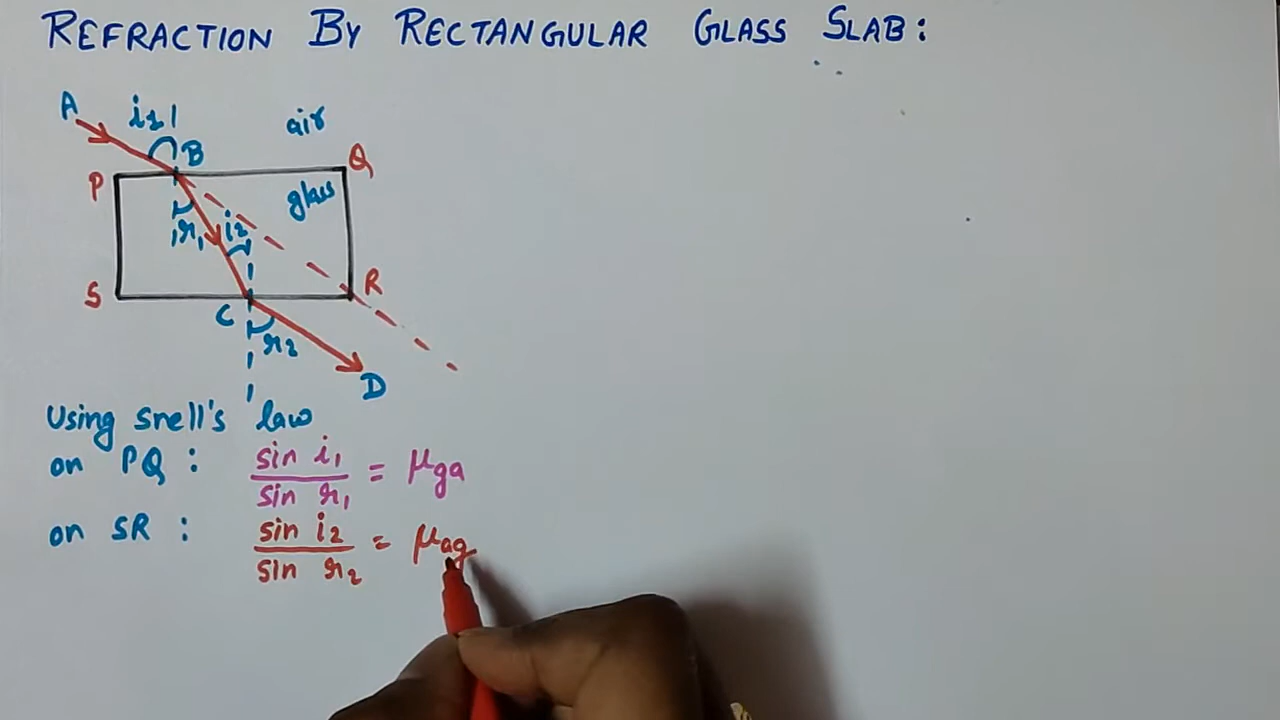 REFRACTION BY RECTANGULAR GLASS SLAB:
A
air
B
P
Q
glass
r₁
i₂
S
R
C
r₂
D
Using Snell's law
on PQ : sin i₁ / sin r₁ = μga
on SR : sin i₂ / sin r₂ = μag